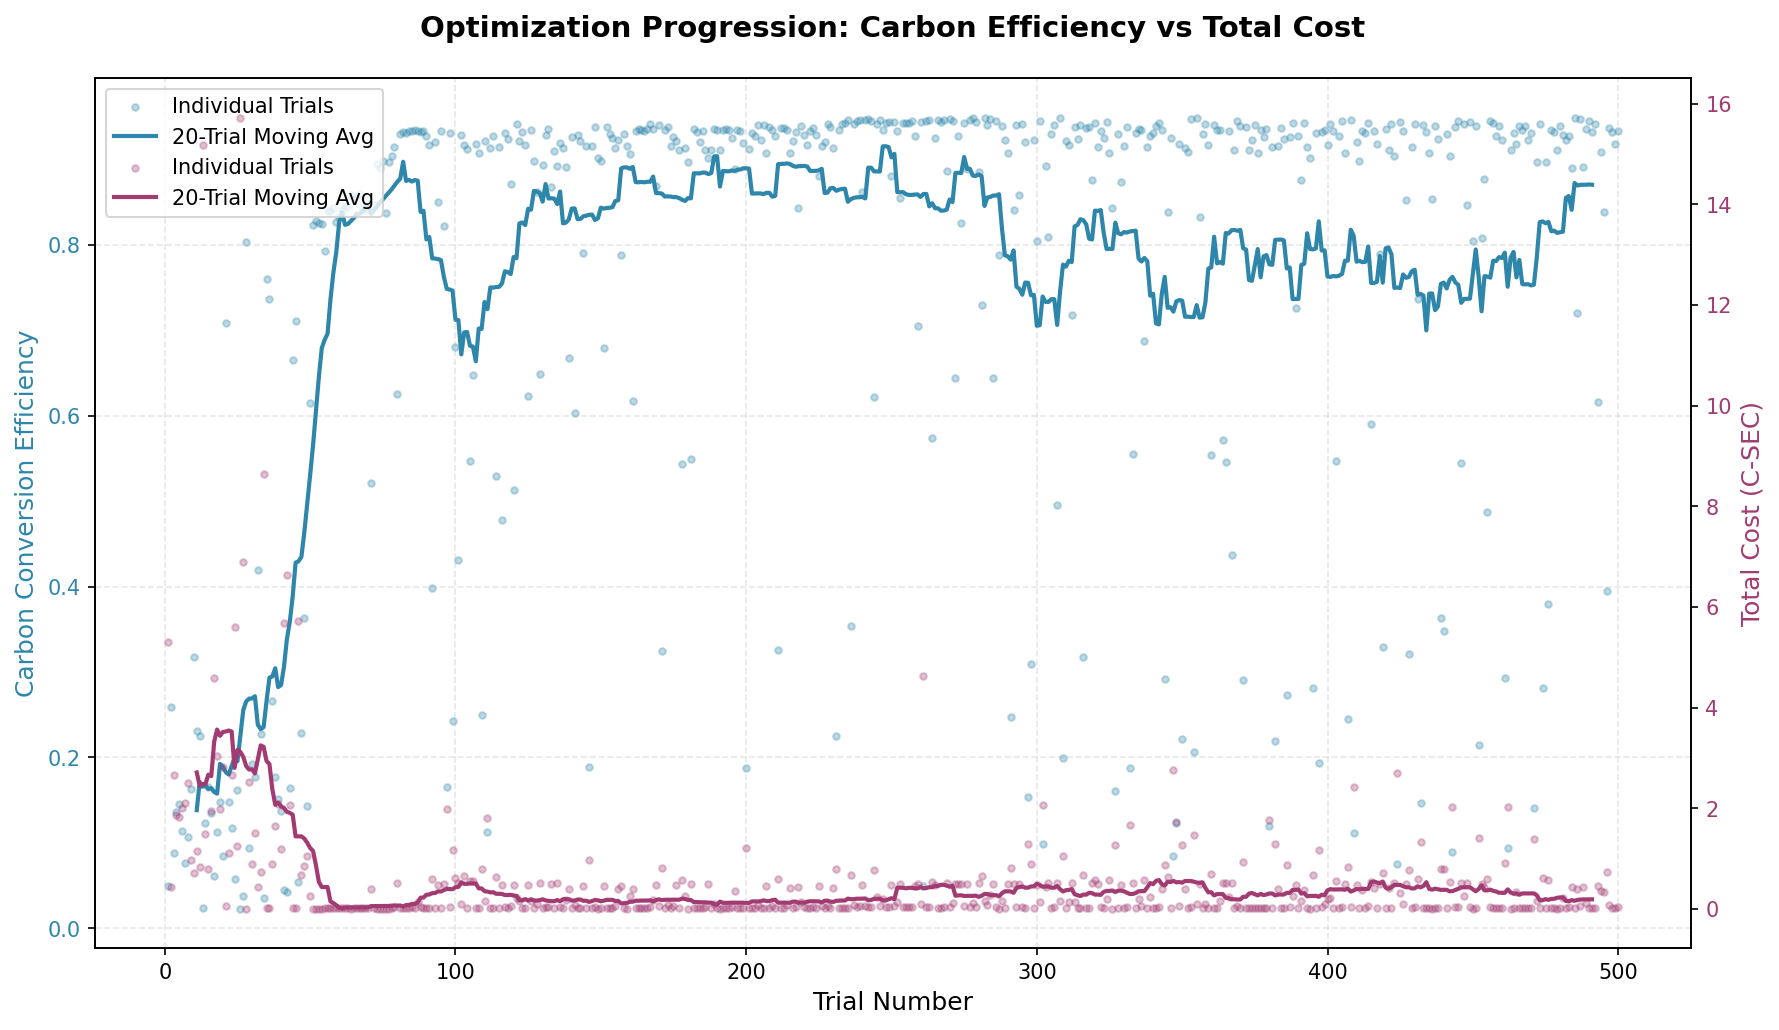 Optimization Progression: Carbon Efficiency vs Total Cost
Individual Trials
20-Trial Moving Avg
Individual Trials
20-Trial Moving Avg
Carbon Conversion Efficiency
0.8
0.6
0.4
0.2
0.0
16
14
12
10
8
6
4
2
0
Total Cost (C-SEC)
0 100 200 300 400 500
Trial Number